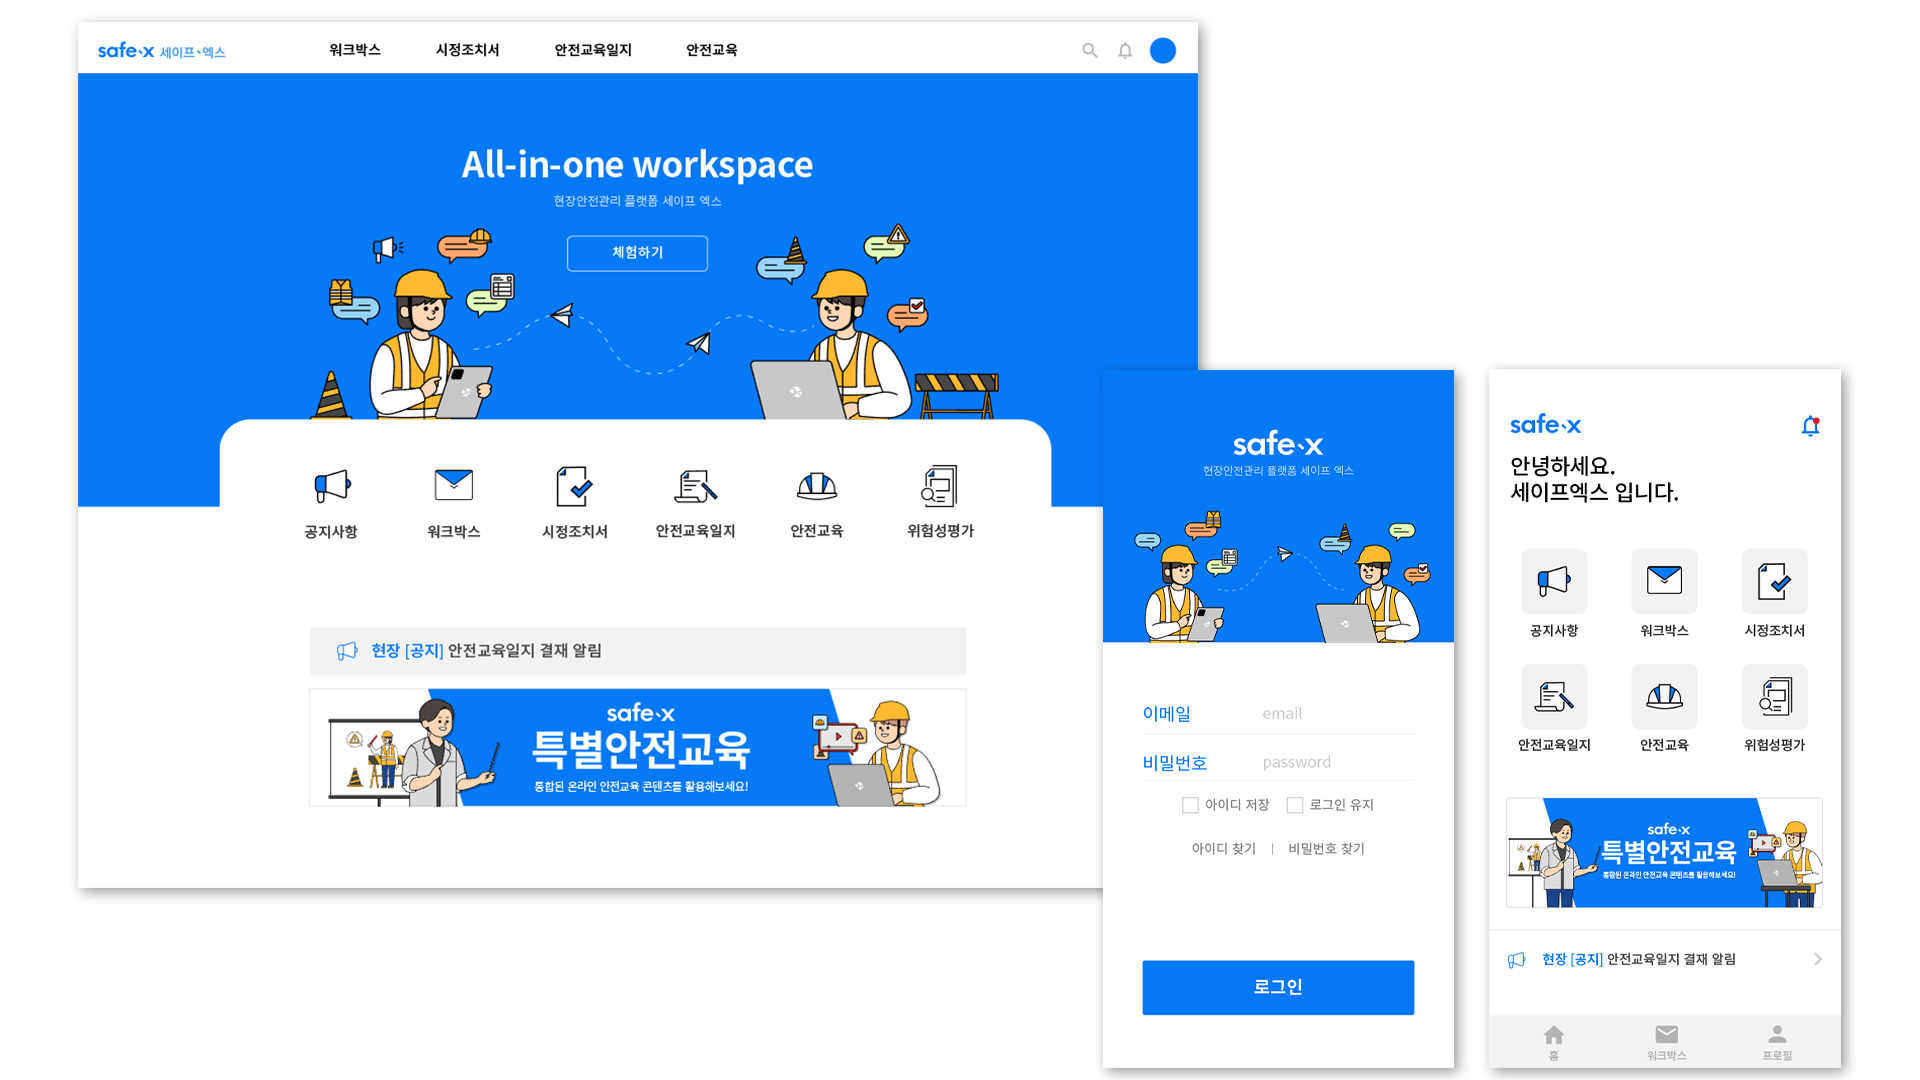 safe·x 세이프·엑스
워크박스
시정조치서
안전교육일지
안전교육
All-in-one workspace
현장안전관리 플랫폼 세이프 엑스
체험하기
공지사항
워크박스
시정조치서
안전교육일지
안전교육
위험성평가
현장 [공지] 안전교육일지 결재 알림
safe·x
특별안전교육
통합된 온라인 안전교육 콘텐츠를 활용해보세요!
safe·x
현장안전관리 플랫폼 세이프 엑스
이메일 email
비밀번호 password
아이디 저장 로그인 유지
아이디 찾기 | 비밀번호 찾기
로그인
safe·x
안녕하세요.
세이프엑스 입니다.
공지사항
워크박스
시정조치서
안전교육일지
안전교육
위험성평가
safe·x
특별안전교육
통합된 온라인 안전교육 콘텐츠를 활용해보세요!
현장 [공지] 안전교육일지 결재 알림
홈
워크박스
프로필